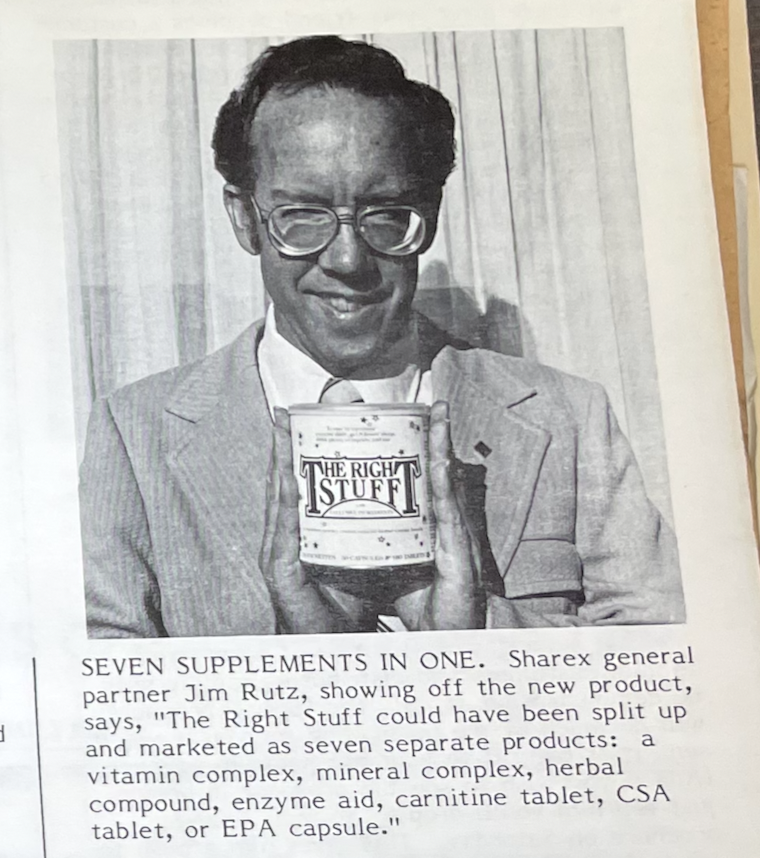 THE RIGHT
STUFF
SEVEN SUPPLEMENTS IN ONE. Sharex general
partner Jim Rutz, showing off the new product,
says, "The Right Stuff could have been split up
and marketed as seven separate products: a
vitamin complex, mineral complex, herbal
compound, enzyme aid, carnitine tablet, CSA
tablet, or EPA capsule."